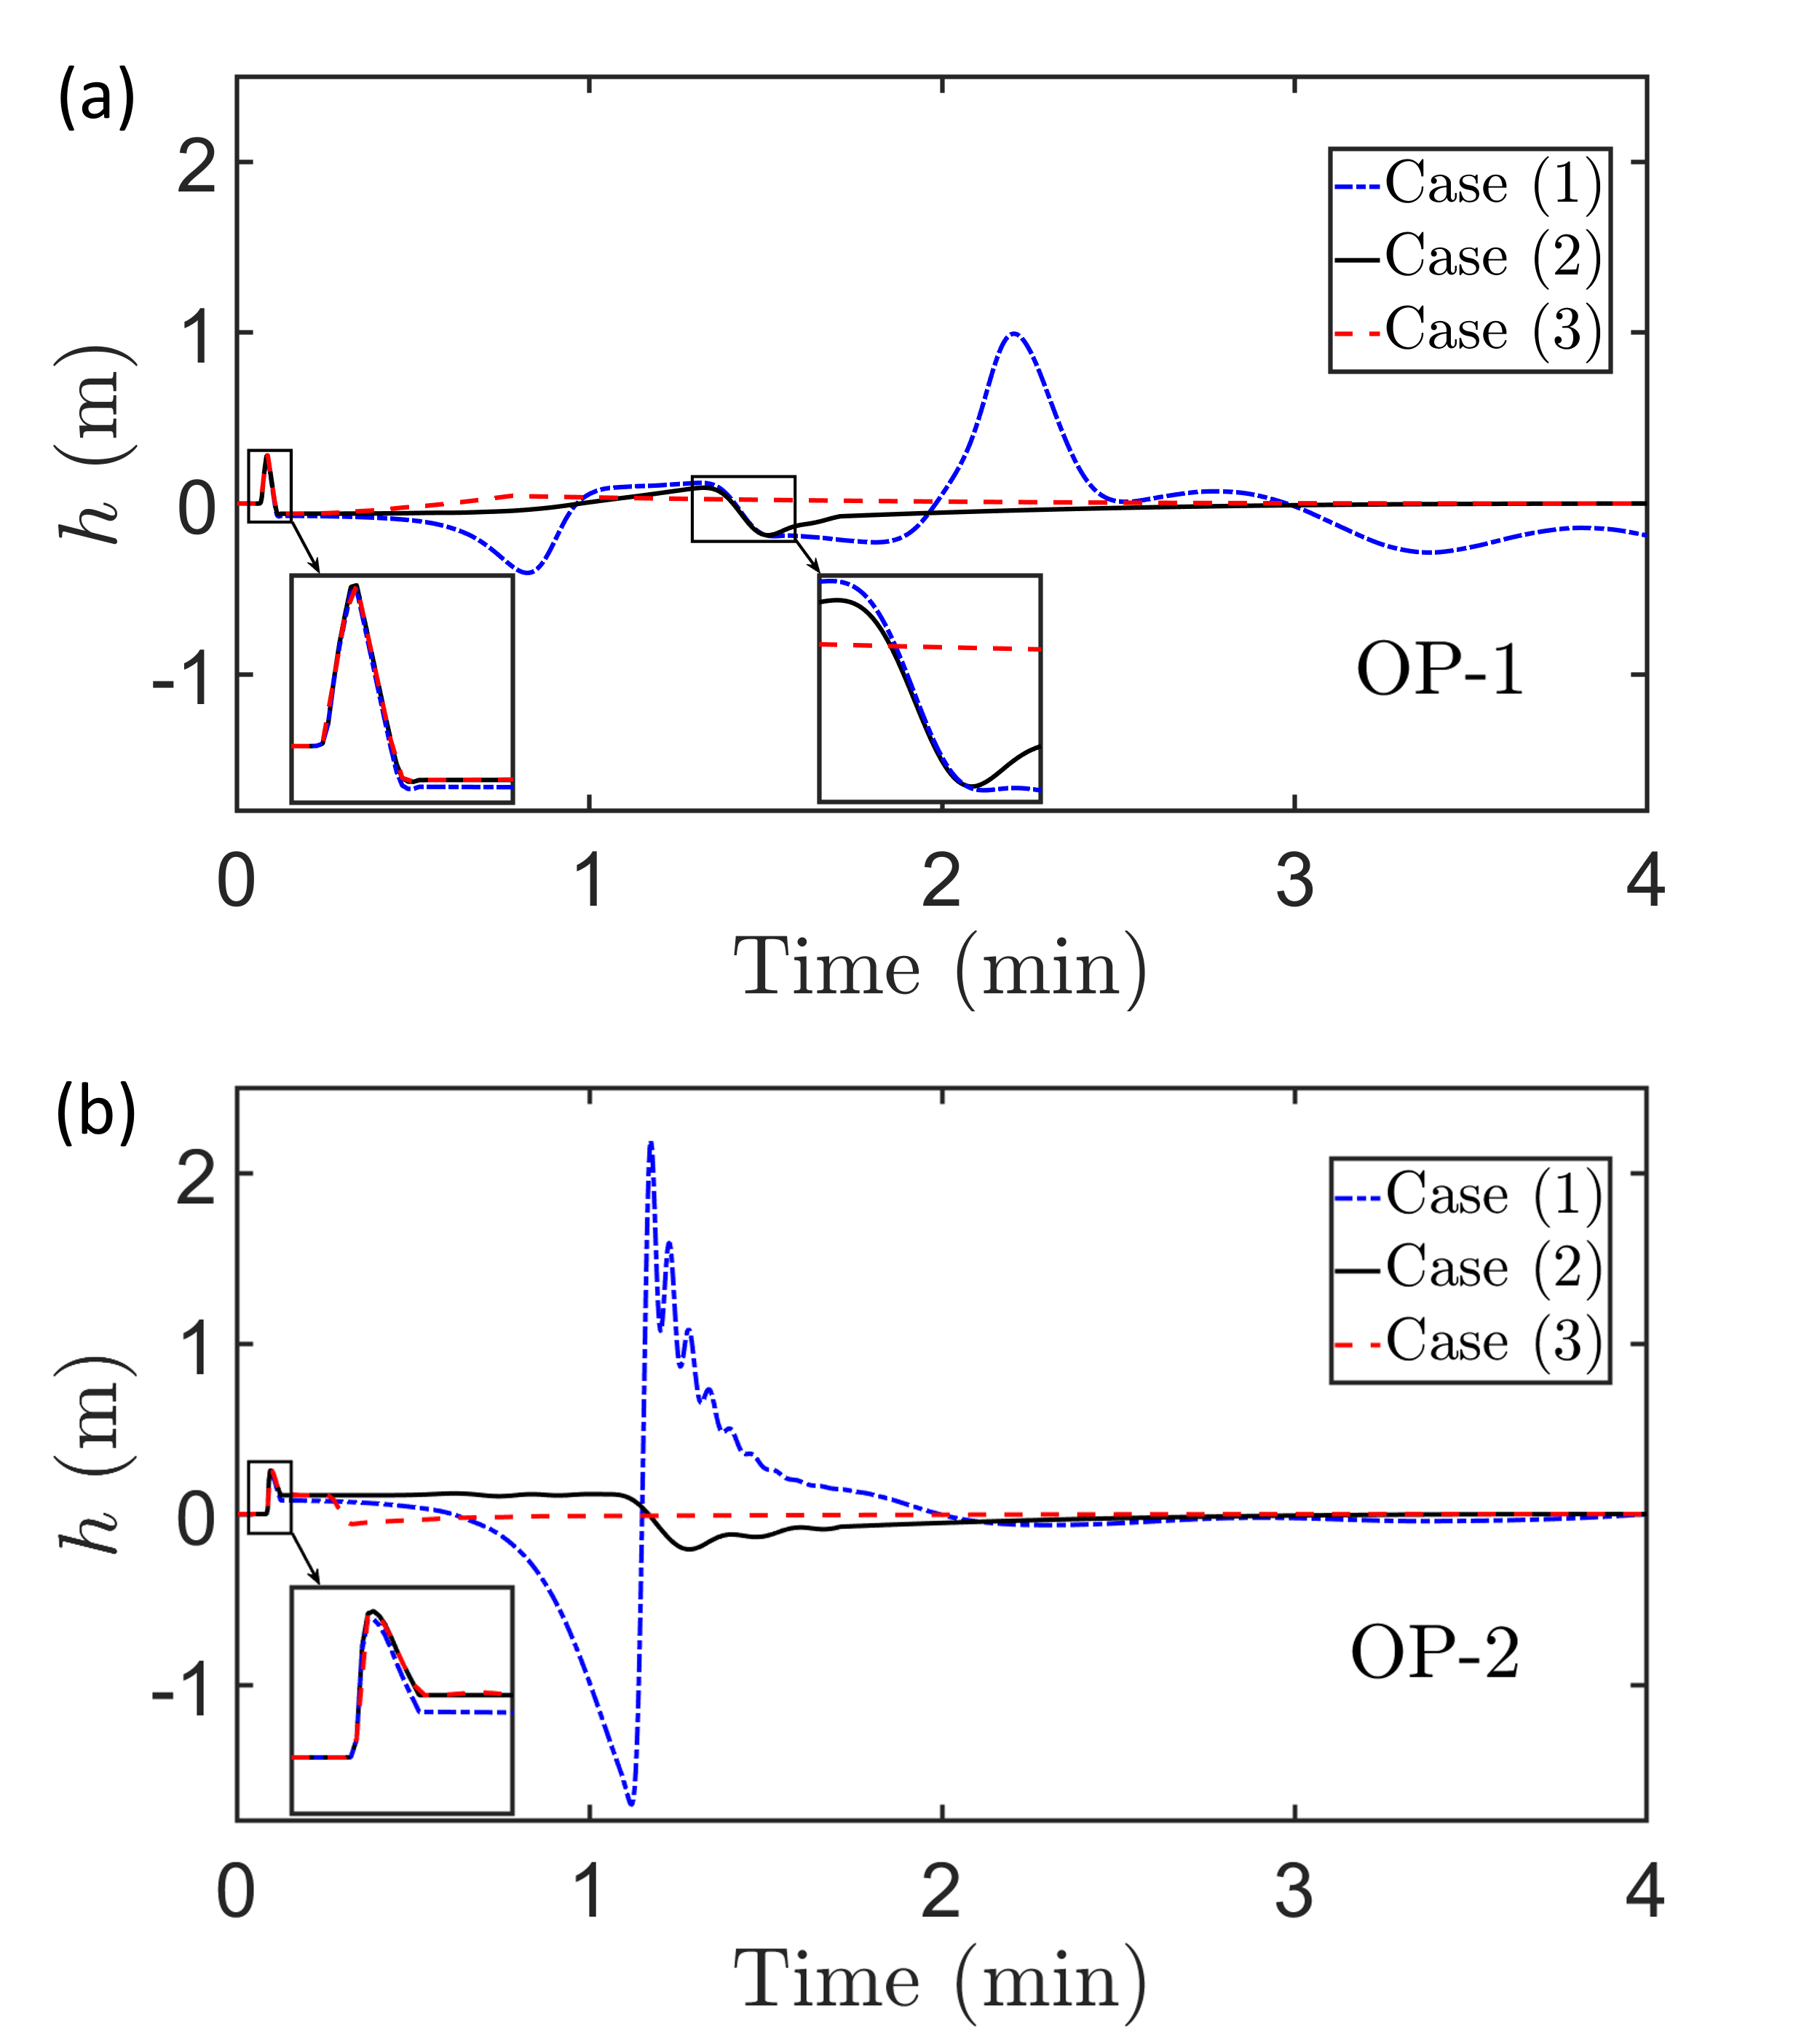 (a)
2
1
0
-1
h (m)
Case (1)
Case (2)
Case (3)
OP-1
0 1 2 3 4
Time (min)
(b)
2
1
0
-1
h (m)
Case (1)
Case (2)
Case (3)
OP-2
0 1 2 3 4
Time (min)